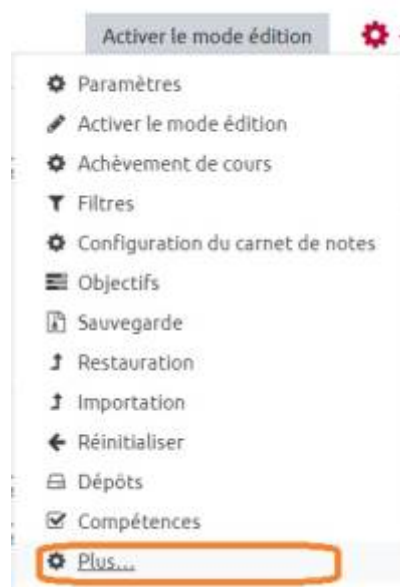 Activer le mode édition
Paramètres
Activer le mode édition
Achèvement de cours
Filtres
Configuration du carnet de notes
Objectifs
Sauvegarde
Restauration
Importation
Réinitialiser
Dépôts
Compétences
Plus...